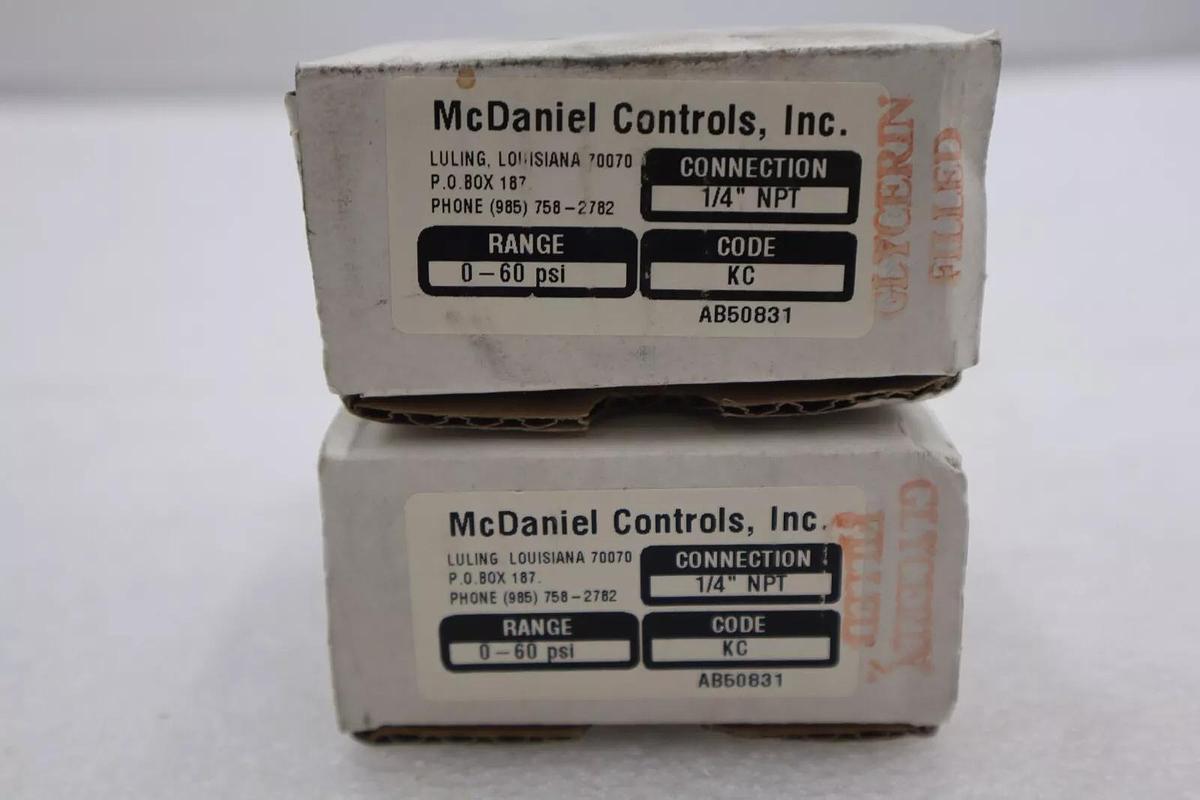 McDaniel Controls, Inc.
LULING, LOUISIANA 70070
P.O.BOX 187.
PHONE (985) 758-2782
CONNECTION
1/4" NPT
RANGE
0-60 psi
CODE
KC
AB50831
GLYCERIN
FILLED
McDaniel Controls, Inc.
LULING LOUISIANA 70070
P.O.BOX 187.
PHONE (985) 758-2782
CONNECTION
1/4" NPT
RANGE
0-60 psi
CODE
KC
AB50831
GLYCERIN
FILLED